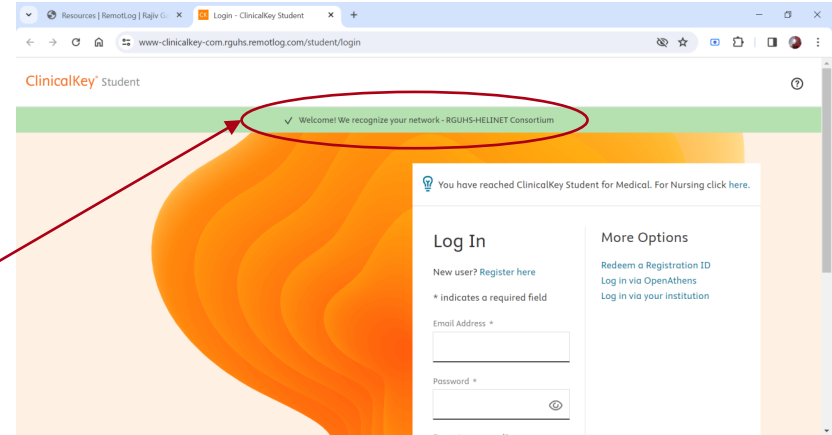 Resources | RemotLog | Rajiv G
Login - ClinicalKey Student
www-clinicalkey-com.rguhs.remotlog.com/student/login
ClinicalKey® Student
✓ Welcome! We recognize your network - RGUHS-HELINET Consortium
You have reached ClinicalKey Student for Medical. For Nursing click here.
Log In
New user? Register here
* indicates a required field
Email Address *
Password *
More Options
Redeem a Registration ID
Log in via OpenAthens
Log in via your institution